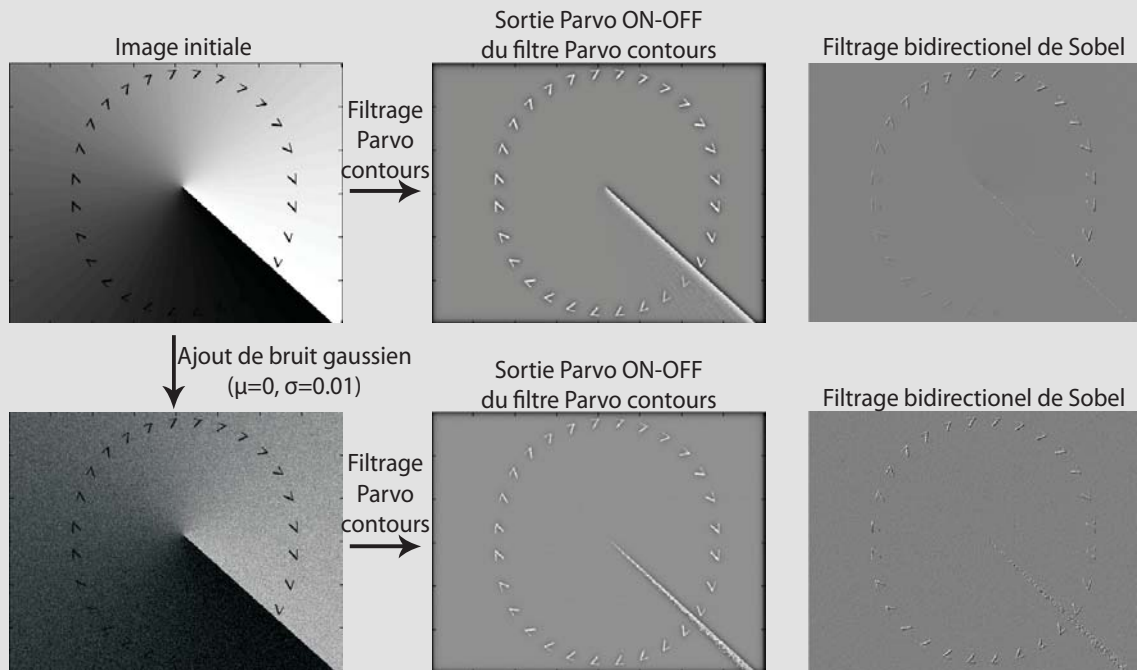 Image initiale
Sortie Parvo ON-OFF
du filtre Parvo contours
Filtrage bidirectionel de Sobel
Filtrage
Parvo
contours
Ajout de bruit gaussien
(μ=0, σ=0.01)
Sortie Parvo ON-OFF
du filtre Parvo contours
Filtrage bidirectionel de Sobel
Filtrage
Parvo
contours